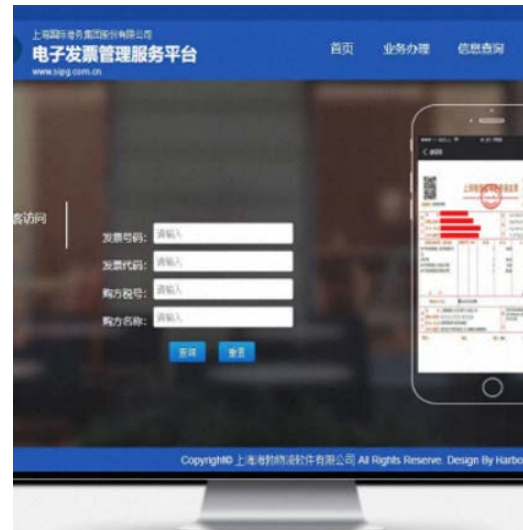 上海国际港务集团股份有限公司
电子发票管理服务平台
www.sipg.com.cn
首页 业务办理 信息查询
客访问
发票号码： 请输入
发票代码： 请输入
购方税号： 请输入
购方名称： 请输入
查询 重置
Copyright© 上海海勃物流软件有限公司 All Rights Reserve. Design By Harbo